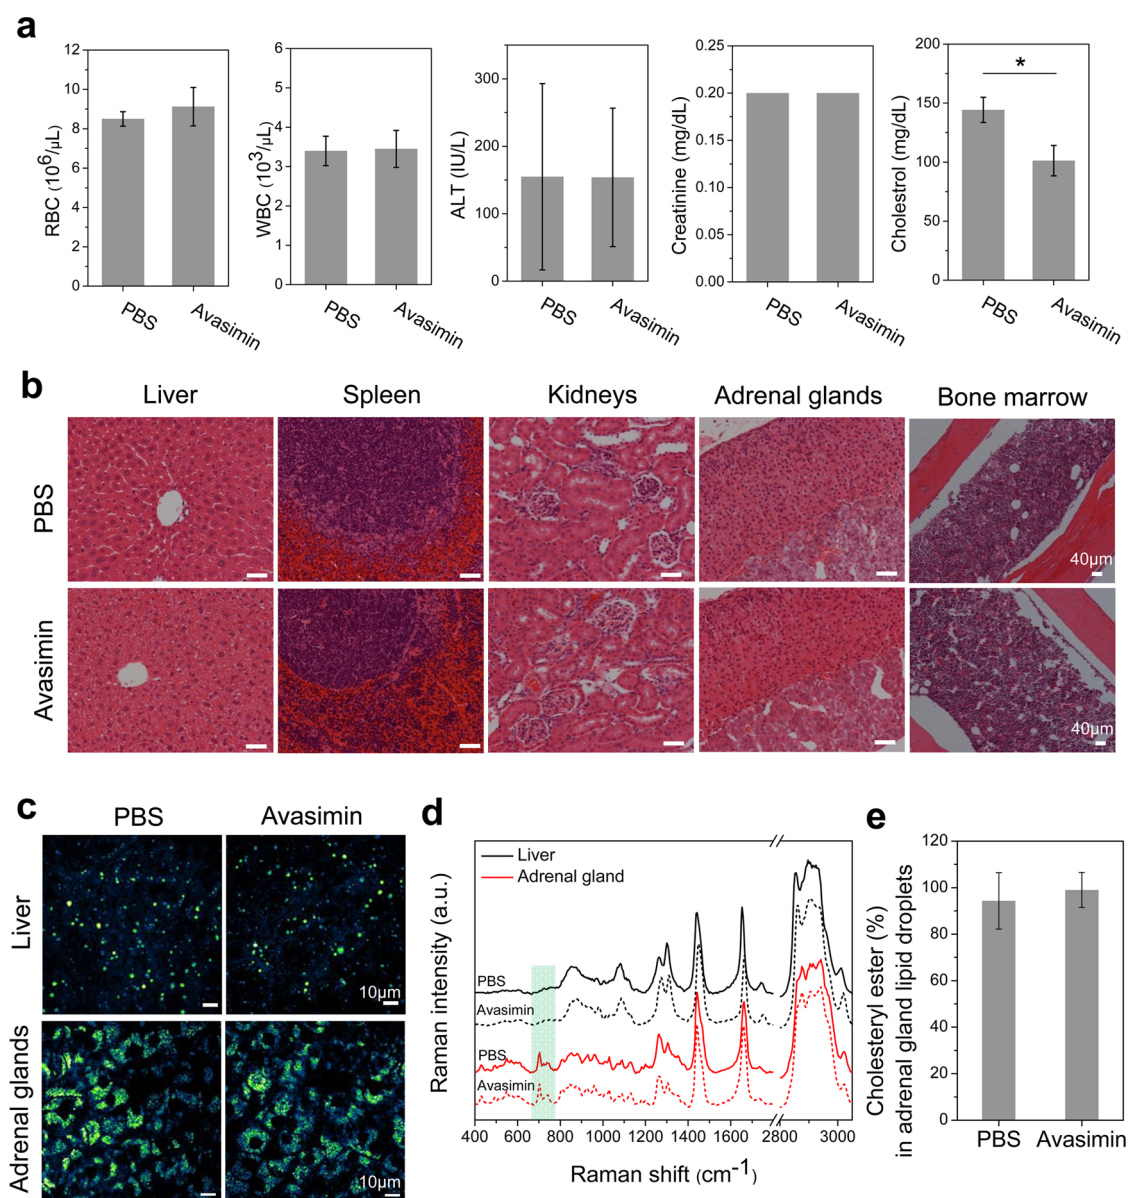 a
12
10
8
6
4
2
0
RBC (10⁶/µL)
PBS
Avasimin
6
5
4
3
2
1
0
WBC (10³/µL)
PBS
Avasimin
300
200
100
0
ALT (IU/L)
PBS
Avasimin
0.25
0.20
0.15
0.10
0.05
0.00
Creatinine (mg/dL)
PBS
Avasimin
200
150
100
50
0
Cholestrol (mg/dL)
*
PBS
Avasimin
b
Liver
Spleen
Kidneys
Adrenal glands
Bone marrow
PBS
40µm
Avasimin
40µm
c
PBS
Avasimin
Liver
10µm
Adrenal glands
10µm
d
Raman intensity (a.u.)
Liver
Adrenal gland
PBS
Avasimin
PBS
Avasimin
400
600
800
1000
1200
1400
1600
2800
3000
Raman shift (cm⁻¹)
e
Cholesteryl ester (%)
in adrenal gland lipid droplets
120
100
80
60
40
20
0
PBS
Avasimin